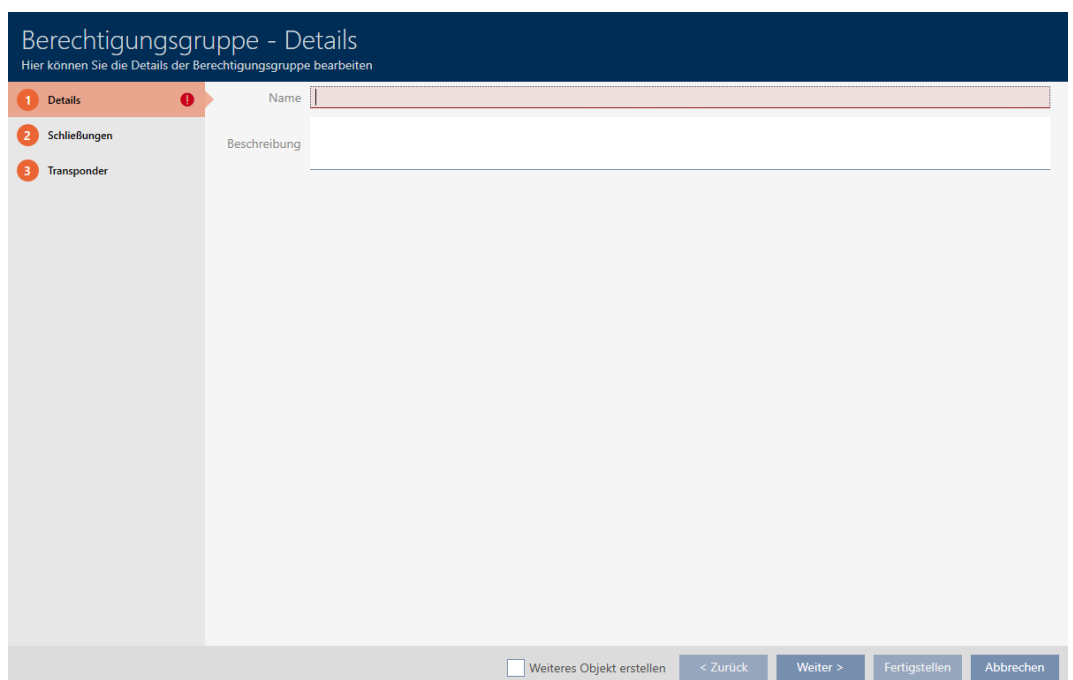 Berechtigungsgruppe - Details
Hier können Sie die Details der Berechtigungsgruppe bearbeiten
1 Details !
Name
2 Schließungen
Beschreibung
3 Transponder
Weiteres Objekt erstellen < Zurück Weiter > Fertigstellen Abbrechen